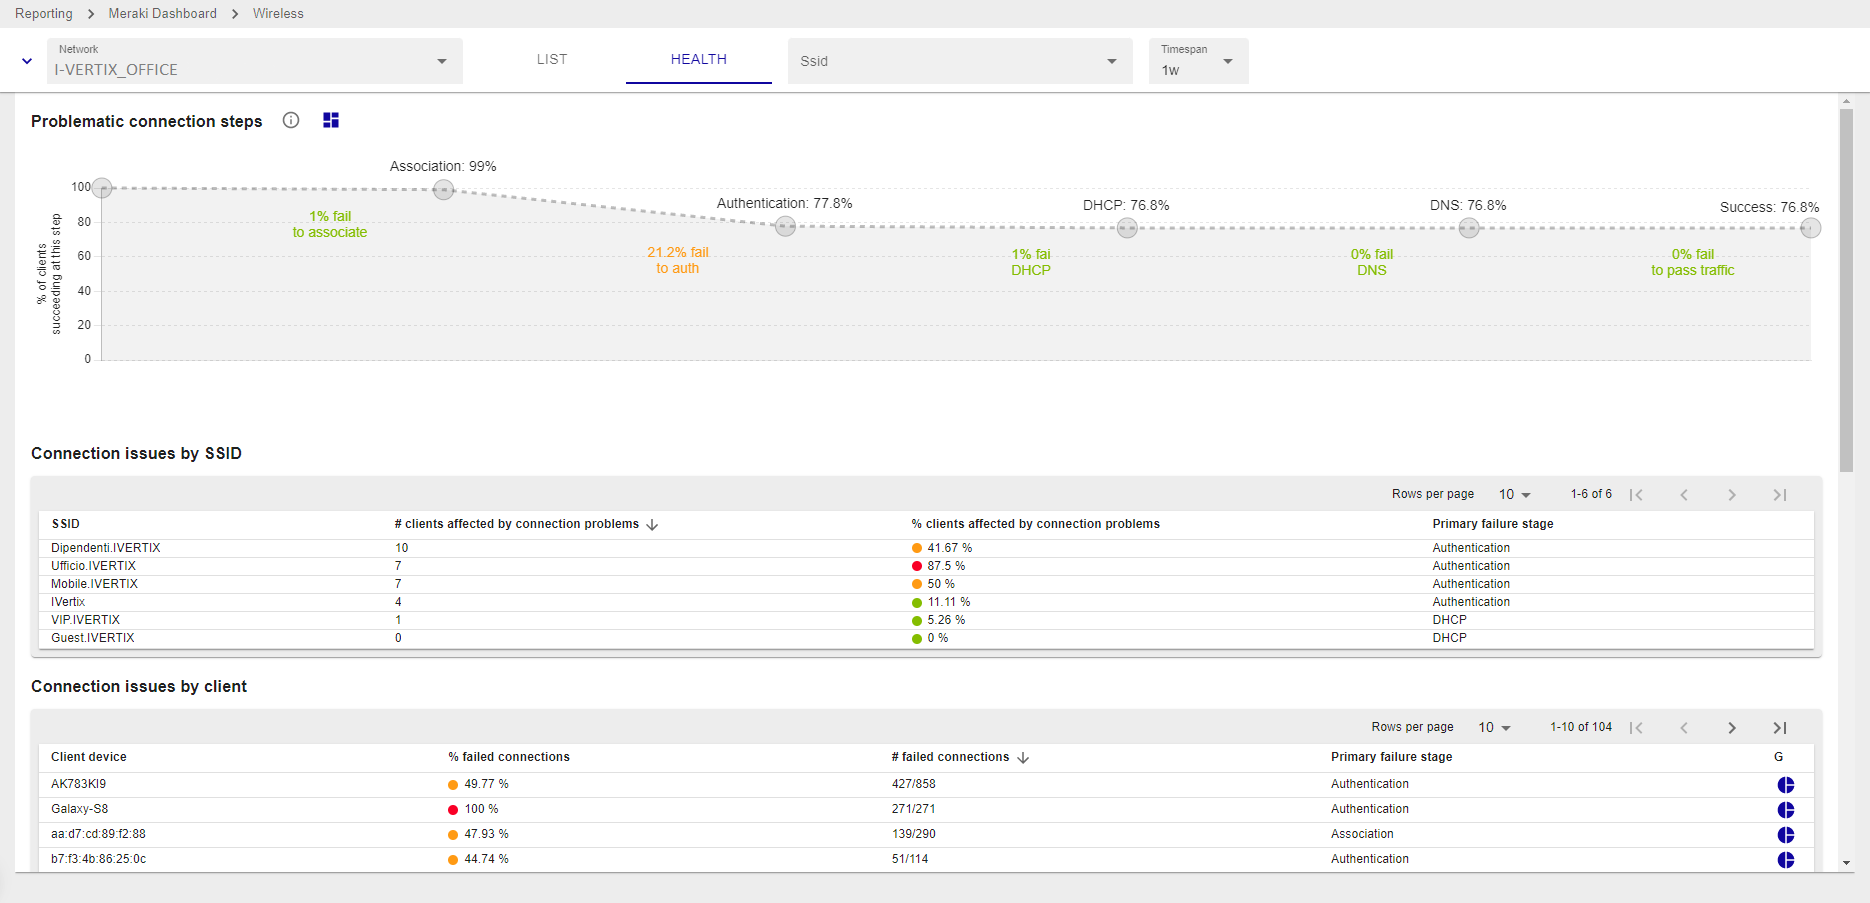 Reporting > Meraki Dashboard > Wireless
Network
I-VERTIX_OFFICE
LIST
HEALTH
Ssid
Timespan
1w
Problematic connection steps
% of clients
succeeding at this step
100
80
60
40
20
0
Association: 99%
Authentication: 77.8%
DHCP: 76.8%
DNS: 76.8%
Success: 76.8%
1% fail
to associate
21.2% fail
to auth
1% fai
DHCP
0% fail
DNS
0% fail
to pass traffic
Connection issues by SSID
Rows per page 10 1-6 of 6
SSID # clients affected by connection problems % clients affected by connection problems Primary failure stage
Dipendenti.IVERTIX 10 41.67 % Authentication
Ufficio.IVERTIX 7 87.5 % Authentication
Mobile.IVERTIX 7 50 % Authentication
IVertix 4 11.11 % Authentication
VIP.IVERTIX 1 5.26 % DHCP
Guest.IVERTIX 0 0 % DHCP
Connection issues by client
Rows per page 10 1-10 of 104
Client device % failed connections # failed connections Primary failure stage G
AK783KI9 49.77 % 427/858 Authentication
Galaxy-S8 100 % 271/271 Authentication
aa:d7:cd:89:f2:88 47.93 % 139/290 Association
b7:f3:4b:86:25:0c 44.74 % 51/114 Authentication